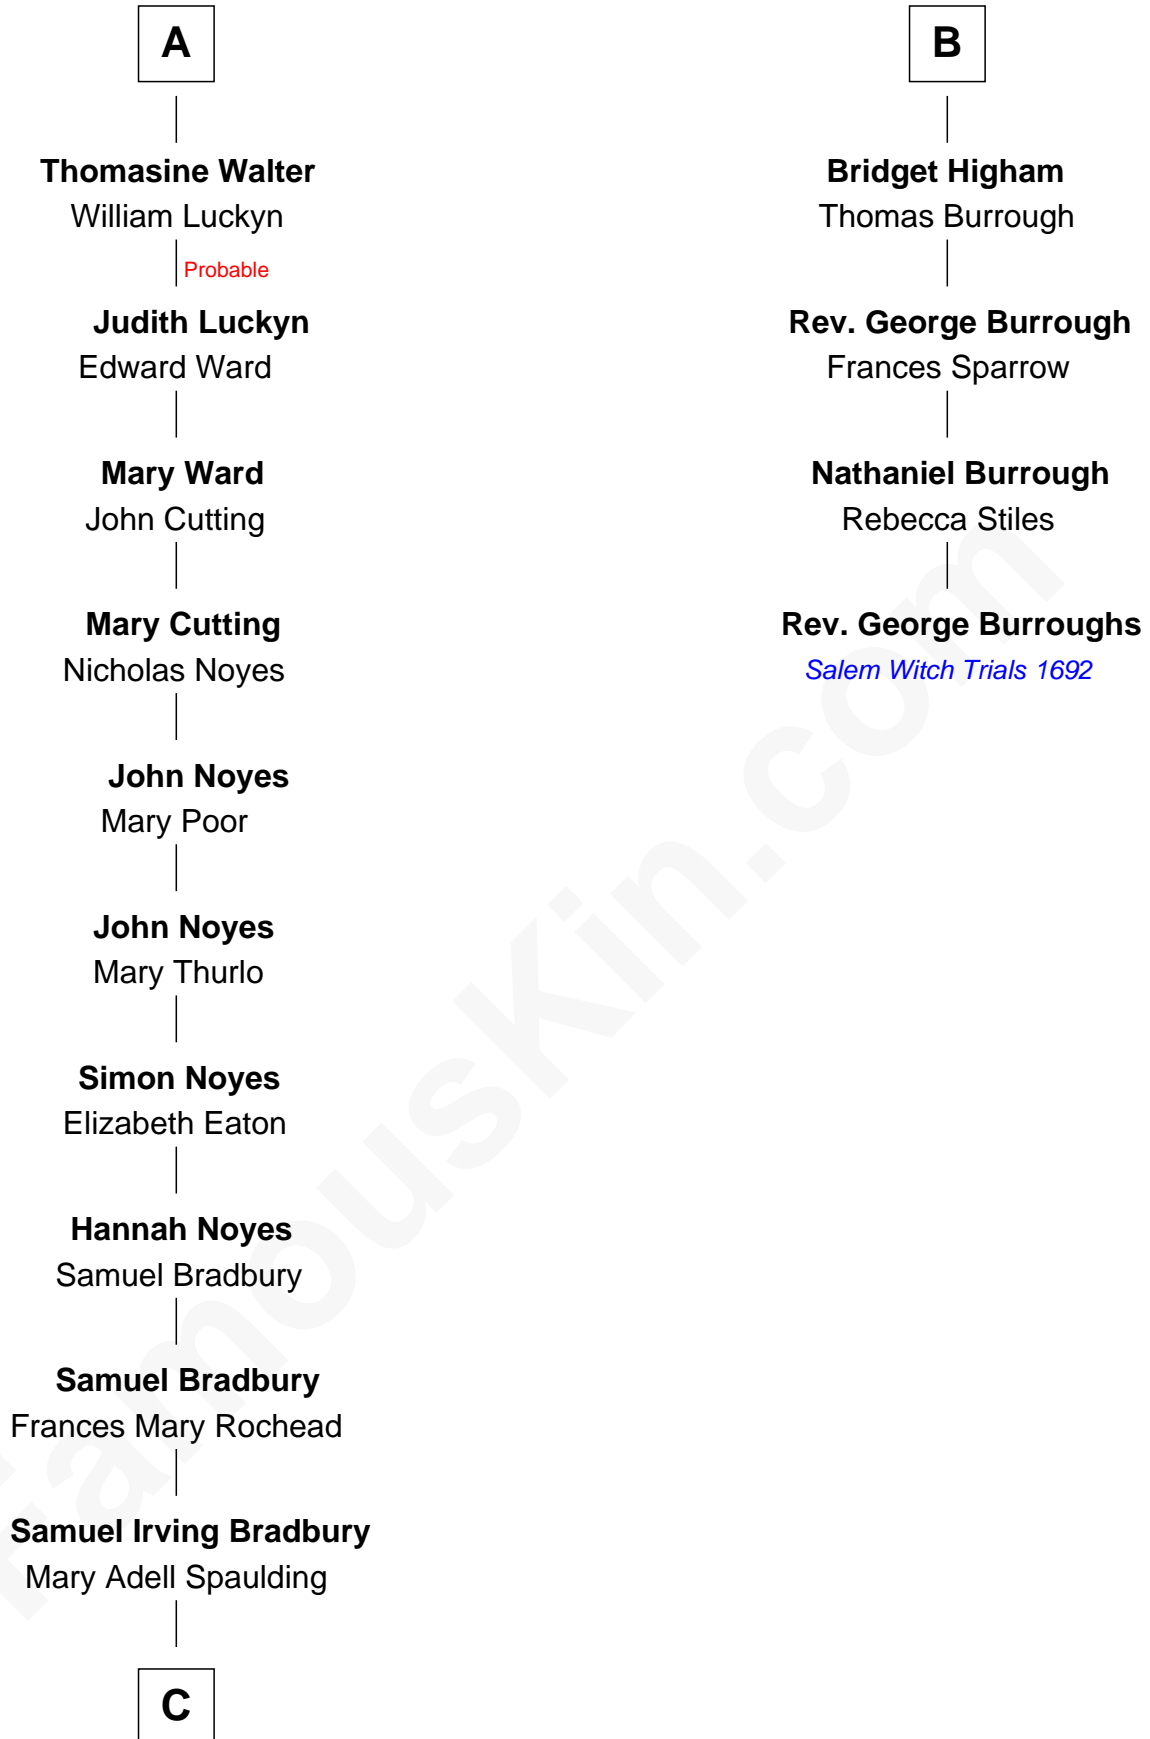 A
Thomasine Walter
William Luckyn
Probable
Judith Luckyn
Edward Ward
Mary Ward
John Cutting
Mary Cutting
Nicholas Noyes
John Noyes
Mary Poor
John Noyes
Mary Thurlo
Simon Noyes
Elizabeth Eaton
Hannah Noyes
Samuel Bradbury
Samuel Bradbury
Frances Mary Rochead
Samuel Irving Bradbury
Mary Adell Spaulding
C
B
Bridget Higham
Thomas Burrough
Rev. George Burrough
Frances Sparrow
Nathaniel Burrough
Rebecca Stiles
Rev. George Burroughs
Salem Witch Trials 1692
famouskin.com